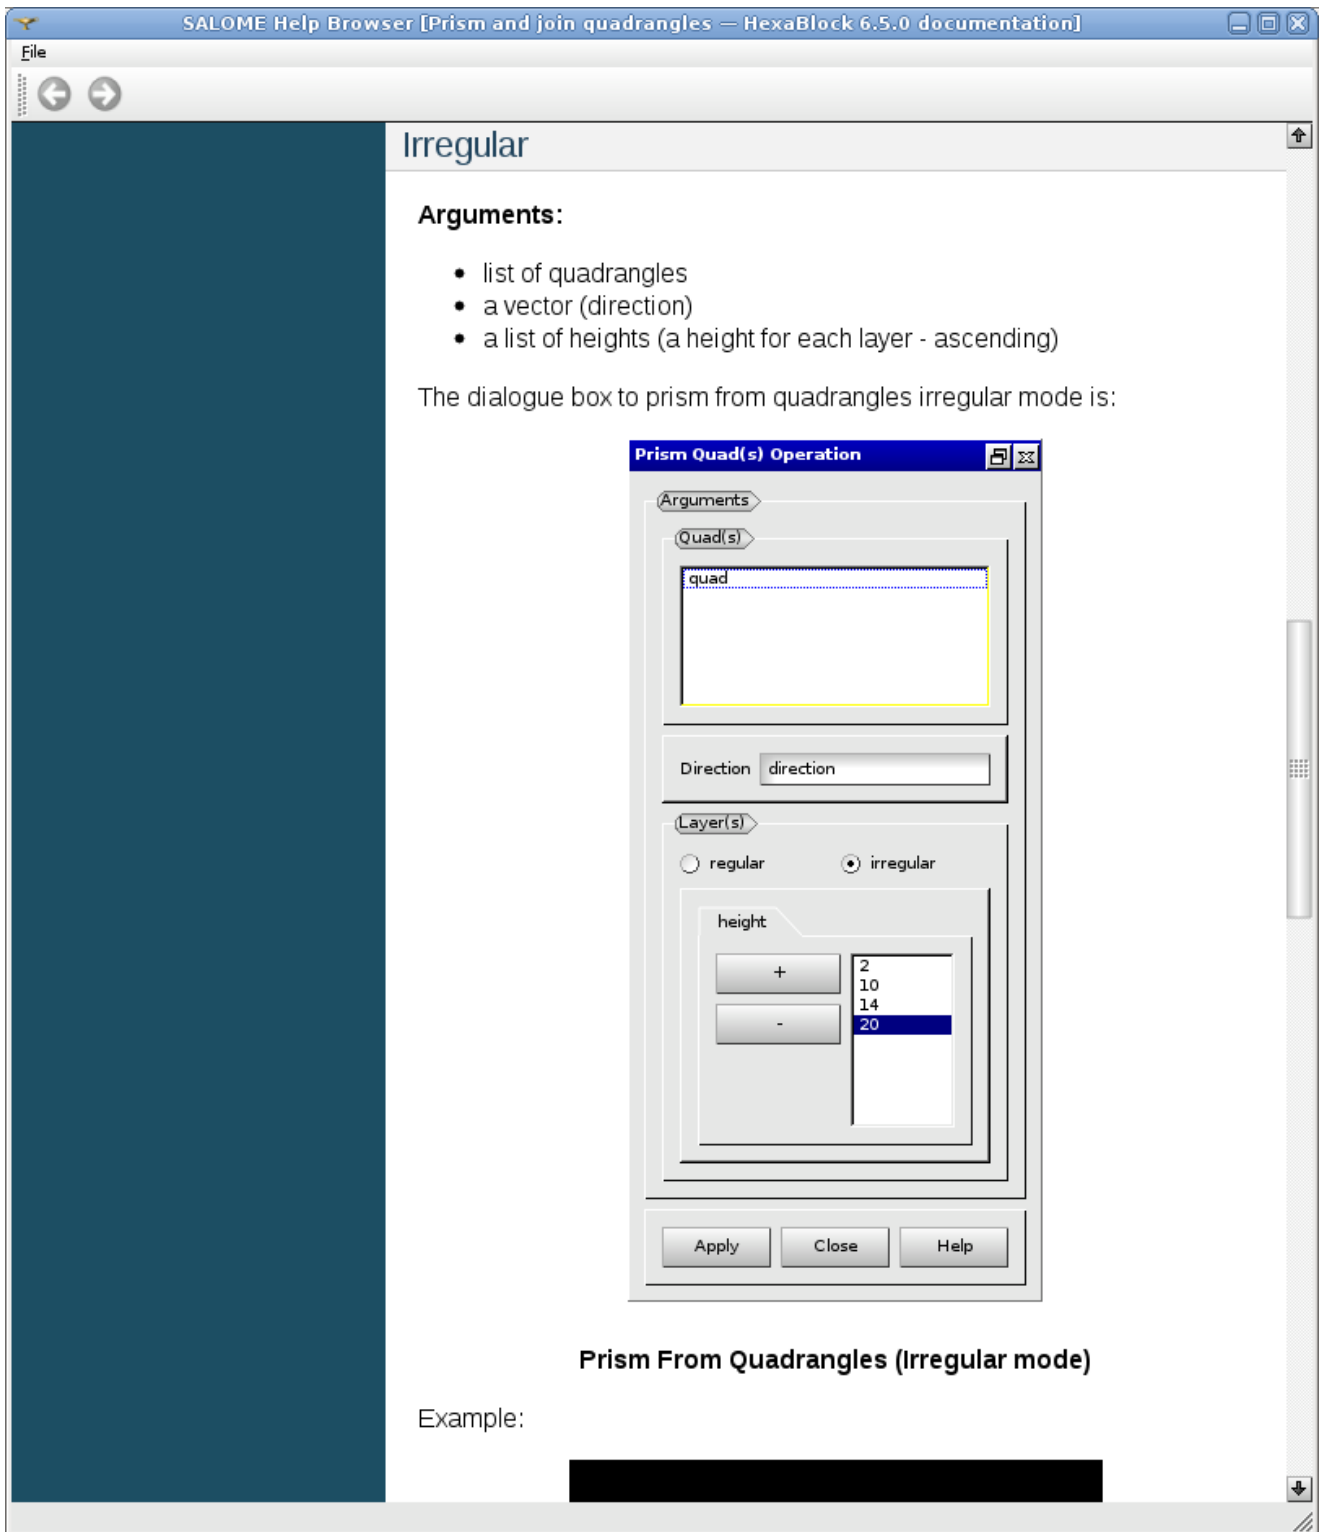 SALOME Help Browser [Prism and join quadrangles — HexaBlock 6.5.0 documentation]
File
Irregular
Arguments:
list of quadrangles
a vector (direction)
a list of heights (a height for each layer - ascending)
The dialogue box to prism from quadrangles irregular mode is:
Prism Quad(s) Operation
Arguments
Quad(s)
quad
Direction direction
Layer(s)
regular irregular
height
+
2
10
14
-
20
Apply Close Help
Prism From Quadrangles (Irregular mode)
Example: